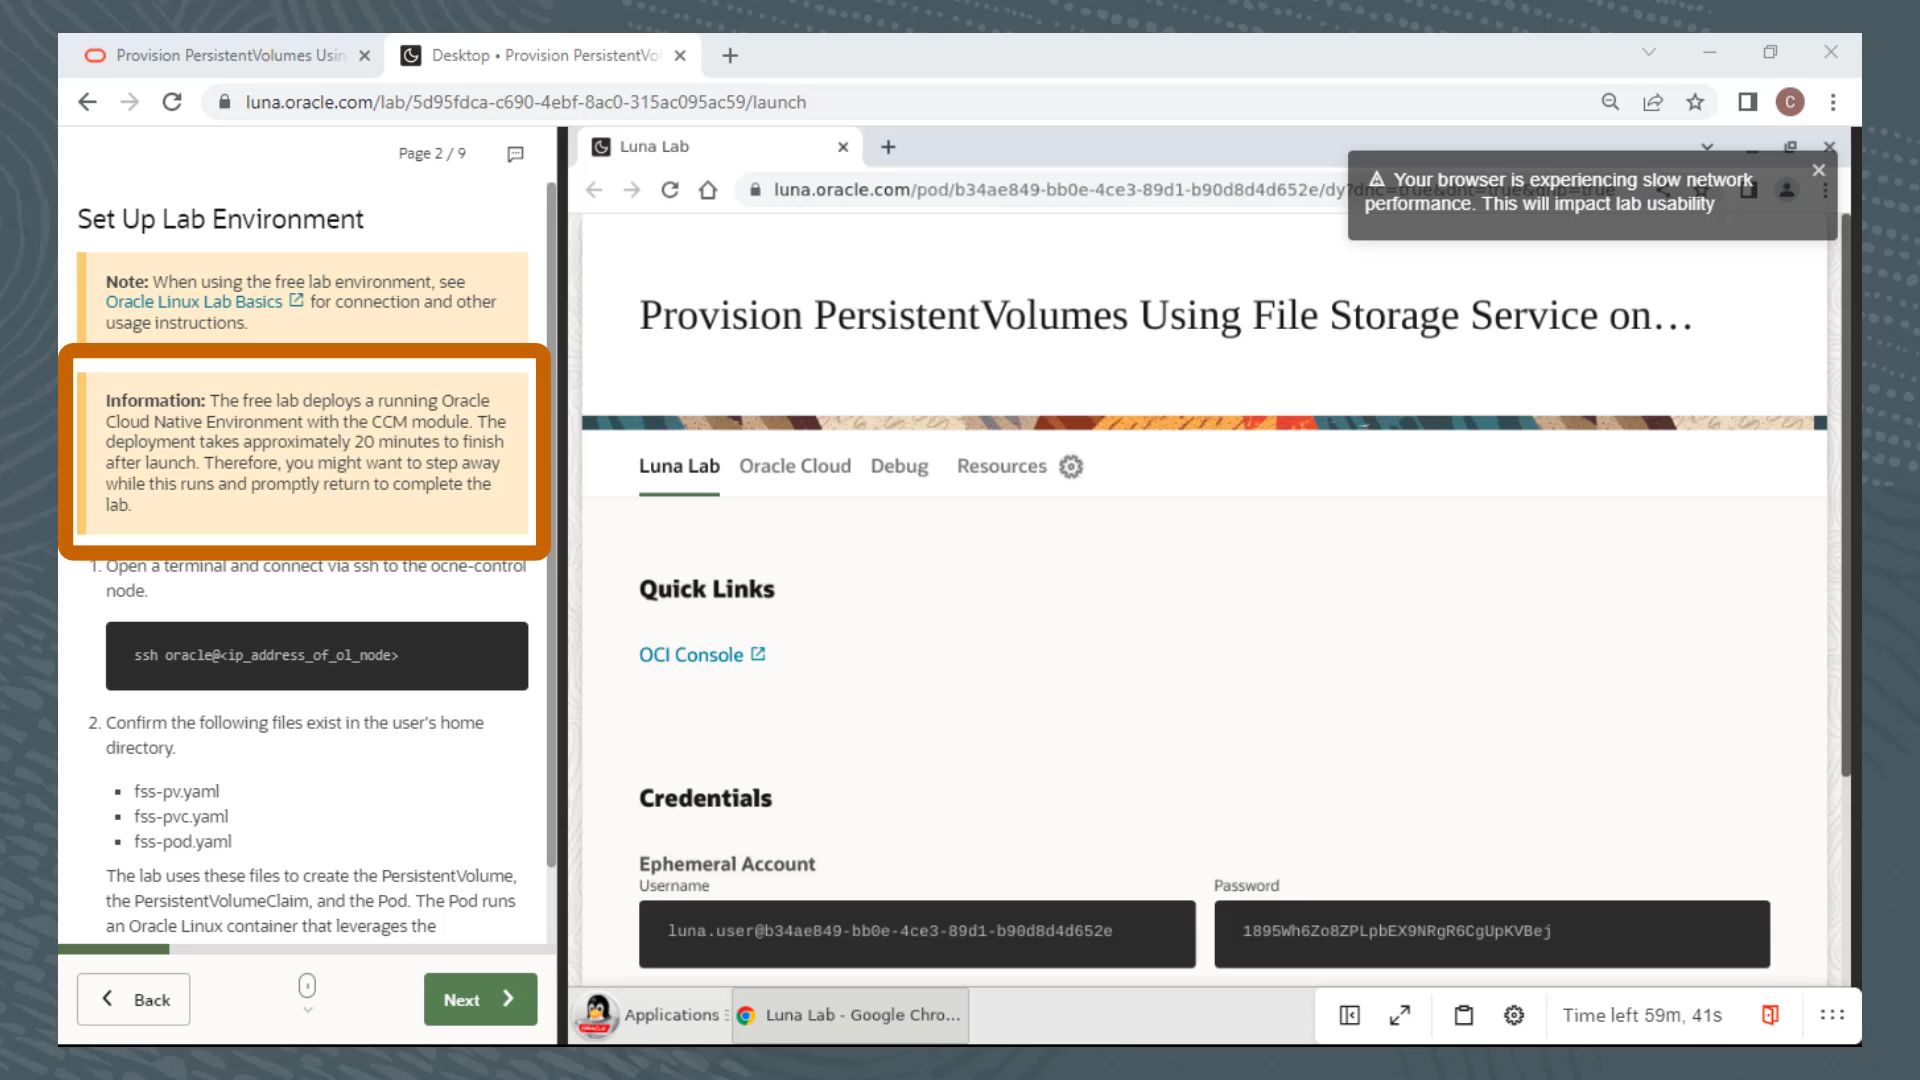 Provision PersistentVolumes Usin
Desktop • Provision PersistentVo
luna.oracle.com/lab/5d95fdca-c690-4ebf-8ac0-315ac095ac59/launch
C
Page 2 / 9
Set Up Lab Environment
Note: When using the free lab environment, see
Oracle Linux Lab Basics for connection and other
usage instructions.
Information: The free lab deploys a running Oracle
Cloud Native Environment with the CCM module. The
deployment takes approximately 20 minutes to finish
after launch. Therefore, you might want to step away
while this runs and promptly return to complete the
lab.
1. Open a terminal and connect via ssh to the ocne-control
node.
ssh oracle@<ip_address_of_ol_node>
2. Confirm the following files exist in the user's home
directory.
▪ fss-pv.yaml
▪ fss-pvc.yaml
▪ fss-pod.yaml
The lab uses these files to create the PersistentVolume,
the PersistentVolumeClaim, and the Pod. The Pod runs
an Oracle Linux container that leverages the
Back
Next
Luna Lab
luna.oracle.com/pod/b34ae849-bb0e-4ce3-89d1-b90d8d4d652e/dy?dnc=true&dnt=true&dnb=true
Your browser is experiencing slow network
performance. This will impact lab usability
Provision PersistentVolumes Using File Storage Service on…
Luna Lab Oracle Cloud Debug Resources
Quick Links
OCI Console
Credentials
Ephemeral Account
Username
luna.user@b34ae849-bb0e-4ce3-89d1-b90d8d4d652e
Password
1895Wh6Zo8ZPLpbEX9NRgR6CgUpKVBej
ORACLE
Applications
Luna Lab - Google Chro...
Time left 59m, 41s